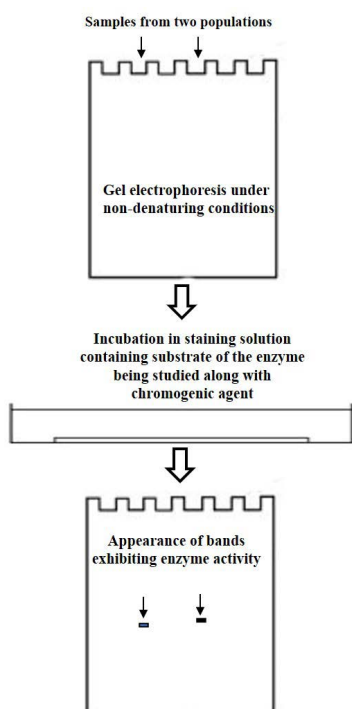 Samples from two populations
Gel electrophoresis under
non-denaturing conditions
Incubation in staining solution
containing substrate of the enzyme
being studied along with
chromogenic agent
Appearance of bands
exhibiting enzyme activity